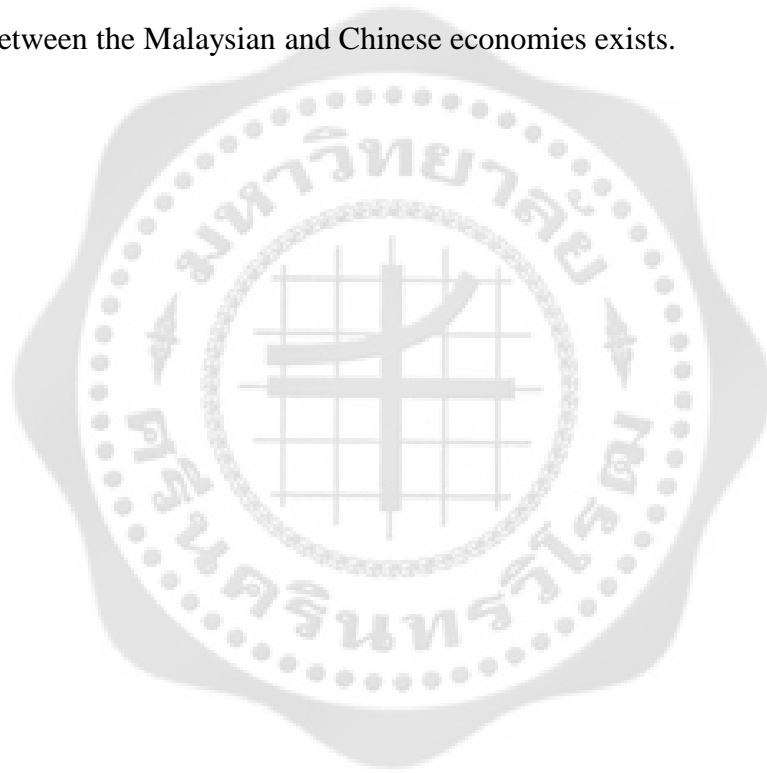 etween the Malaysian and Chinese economies exists.
มหาวิทยาลัย
ศรีนครินทรวิโรฒ